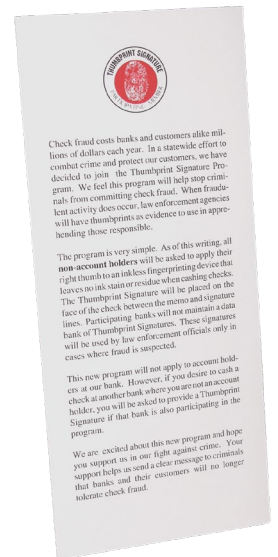 THUMBPRINT SIGNATURE
PARTICIPATING MEMBER
Check fraud costs banks and customers alike mil-
lions of dollars each year. In a statewide effort to
combat crime and protect our customers, we have
decided to join the Thumbprint Signature Pro-
gram. We feel this program will help stop crimi-
nals from committing check fraud. When fraudu-
lent activity does occur, law enforcement agencies
will have thumbprints as evidence to use in appre-
hending those responsible.
The program is very simple. As of this writing, all
non-account holders will be asked to apply their
right thumb to an inkless fingerprinting device that
leaves no ink stain or residue when cashing checks.
The Thumbprint Signature will be placed on the
face of the check between the memo and signature
lines. Participating banks will not maintain a data
bank of Thumbprint Signatures. These signatures
will be used by law enforcement officials only in
cases where fraud is suspected.
This new program will not apply to account hold-
ers at our bank. However, if you desire to cash a
check at another bank where you are not an account
holder, you will be asked to provide a Thumbprint
Signature if that bank is also participating in the
program.
We are excited about this new program and hope
you support us in our fight against crime. Your
support helps us send a clear message to criminals
that banks and their customers will no longer
tolerate check fraud.